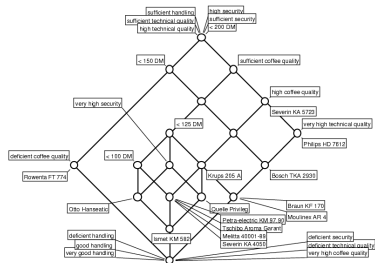 sufficient handling
high security
sufficient technical quality
sufficient security
high technical quality
< 200 DM
< 150 DM
sufficient coffee quality
high coffee quality
very high security
Severin KA 5723
< 125 DM
very high technical quality
Philips HD 7612
deficient coffee quality
< 100 DM
Rowenta FT 774
Krups 205 A
Bosch TKA 2930
Otto Hanseatic
Quelle Privileg
Braun KF 170
Moulinex AR 4
Petra-electric KM 97.90
Tschibo Aroma Garant
Melitta 40001-89
Severin KA 4050
deficient handling
good handling
very good handling
Ismet KM 582
deficient security
deficient technical quality
very high coffee quality